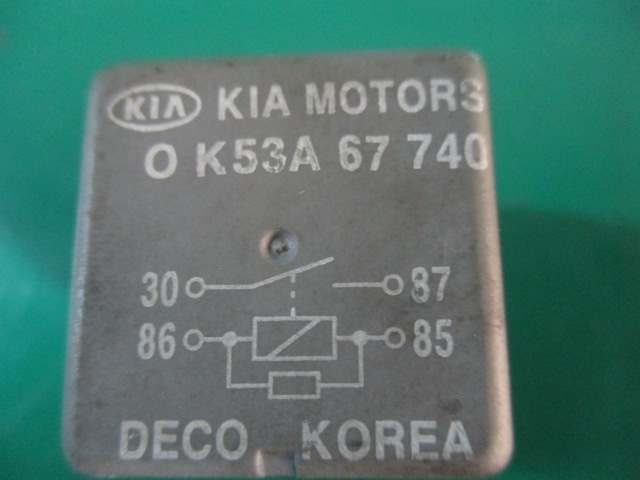 KIA KIA MOTORS
0 K53A 67 740
30 87
86 85
DECO KOREA